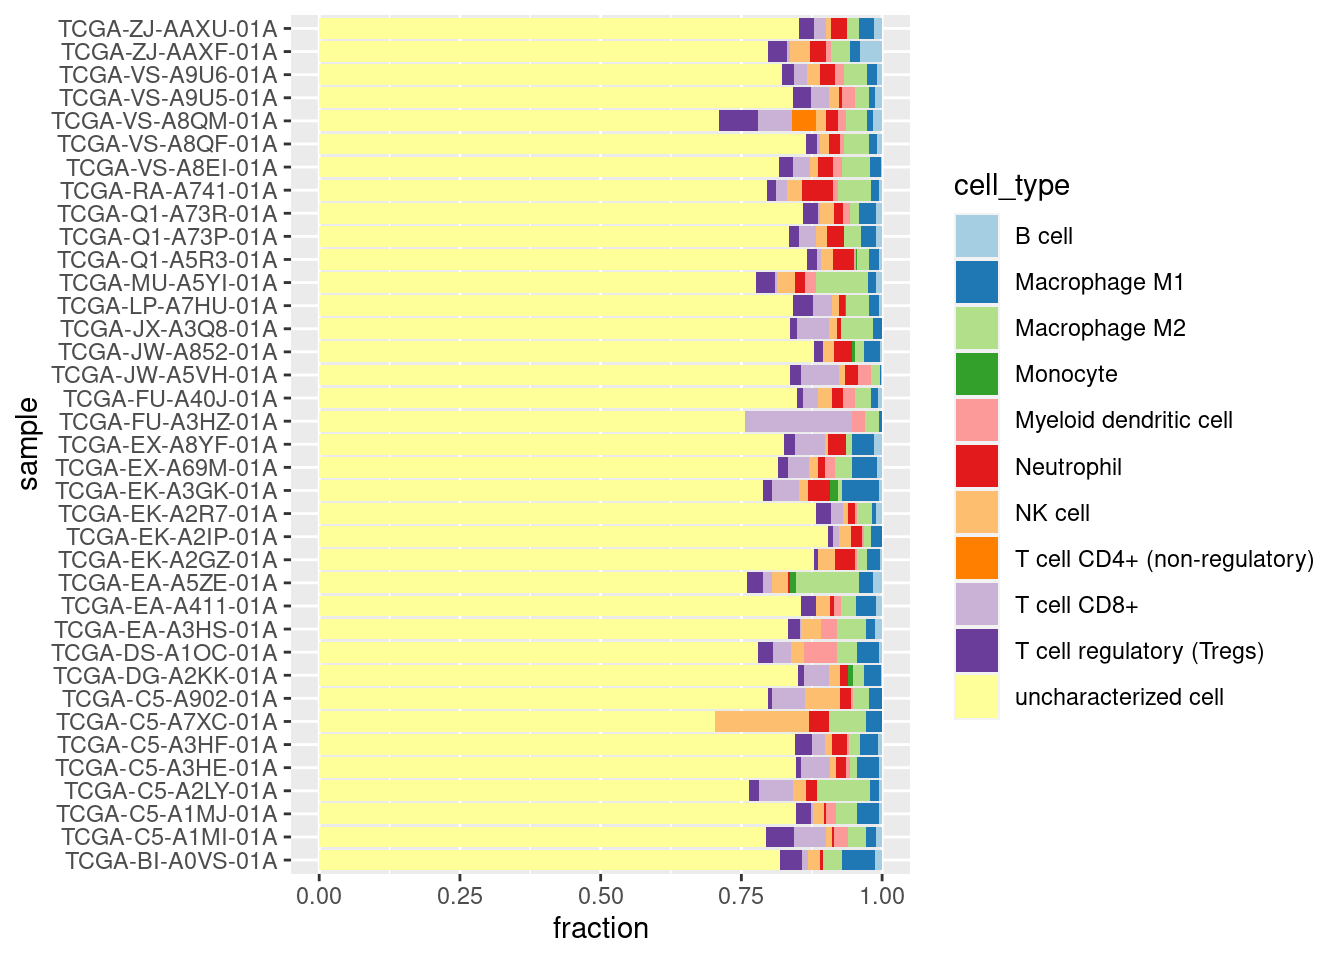 TCGA-ZJ-AAXU-01A
TCGA-ZJ-AAXF-01A
TCGA-VS-A9U6-01A
TCGA-VS-A9U5-01A
TCGA-VS-A8QM-01A
TCGA-VS-A8QF-01A
TCGA-VS-A8EI-01A
TCGA-RA-A741-01A
TCGA-Q1-A73R-01A
TCGA-Q1-A73P-01A
TCGA-Q1-A5R3-01A
TCGA-MU-A5YI-01A
TCGA-LP-A7HU-01A
TCGA-JX-A3Q8-01A
TCGA-JW-A852-01A
TCGA-JW-A5VH-01A
TCGA-FU-A40J-01A
TCGA-FU-A3HZ-01A
TCGA-EX-A8YF-01A
TCGA-EX-A69M-01A
TCGA-EK-A3GK-01A
TCGA-EK-A2R7-01A
TCGA-EK-A2IP-01A
TCGA-EK-A2GZ-01A
TCGA-EA-A5ZE-01A
TCGA-EA-A411-01A
TCGA-EA-A3HS-01A
TCGA-DS-A1OC-01A
TCGA-DG-A2KK-01A
TCGA-C5-A902-01A
TCGA-C5-A7XC-01A
TCGA-C5-A3HF-01A
TCGA-C5-A3HE-01A
TCGA-C5-A2LY-01A
TCGA-C5-A1MJ-01A
TCGA-C5-A1MI-01A
TCGA-BI-A0VS-01A
sample
0.00 0.25 0.50 0.75 1.00
fraction
cell_type
B cell
Macrophage M1
Macrophage M2
Monocyte
Myeloid dendritic cell
Neutrophil
NK cell
T cell CD4+ (non-regulatory)
T cell CD8+
T cell regulatory (Tregs)
uncharacterized cell